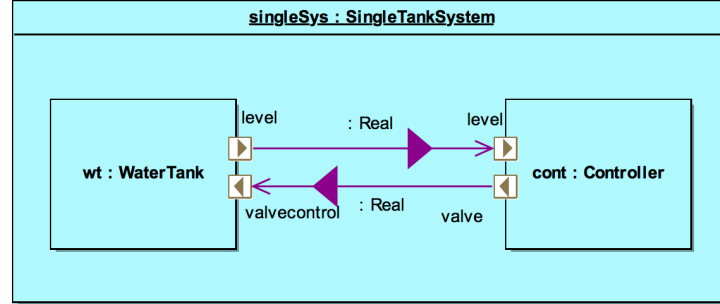 singleSys : SingleTankSystem
level
: Real
level
wt : WaterTank
cont : Controller
valvecontrol
: Real
valve